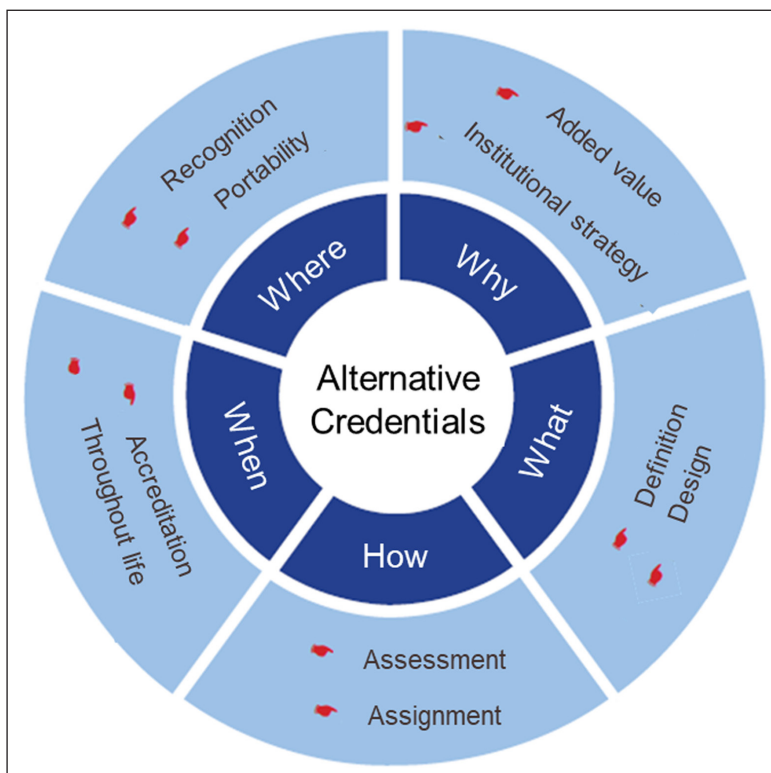 Alternative
Credentials
Why
Added value
Institutional strategy
What
Definition
Design
How
Assessment
Assignment
When
Accreditation
Throughout life
Where
Recognition
Portability